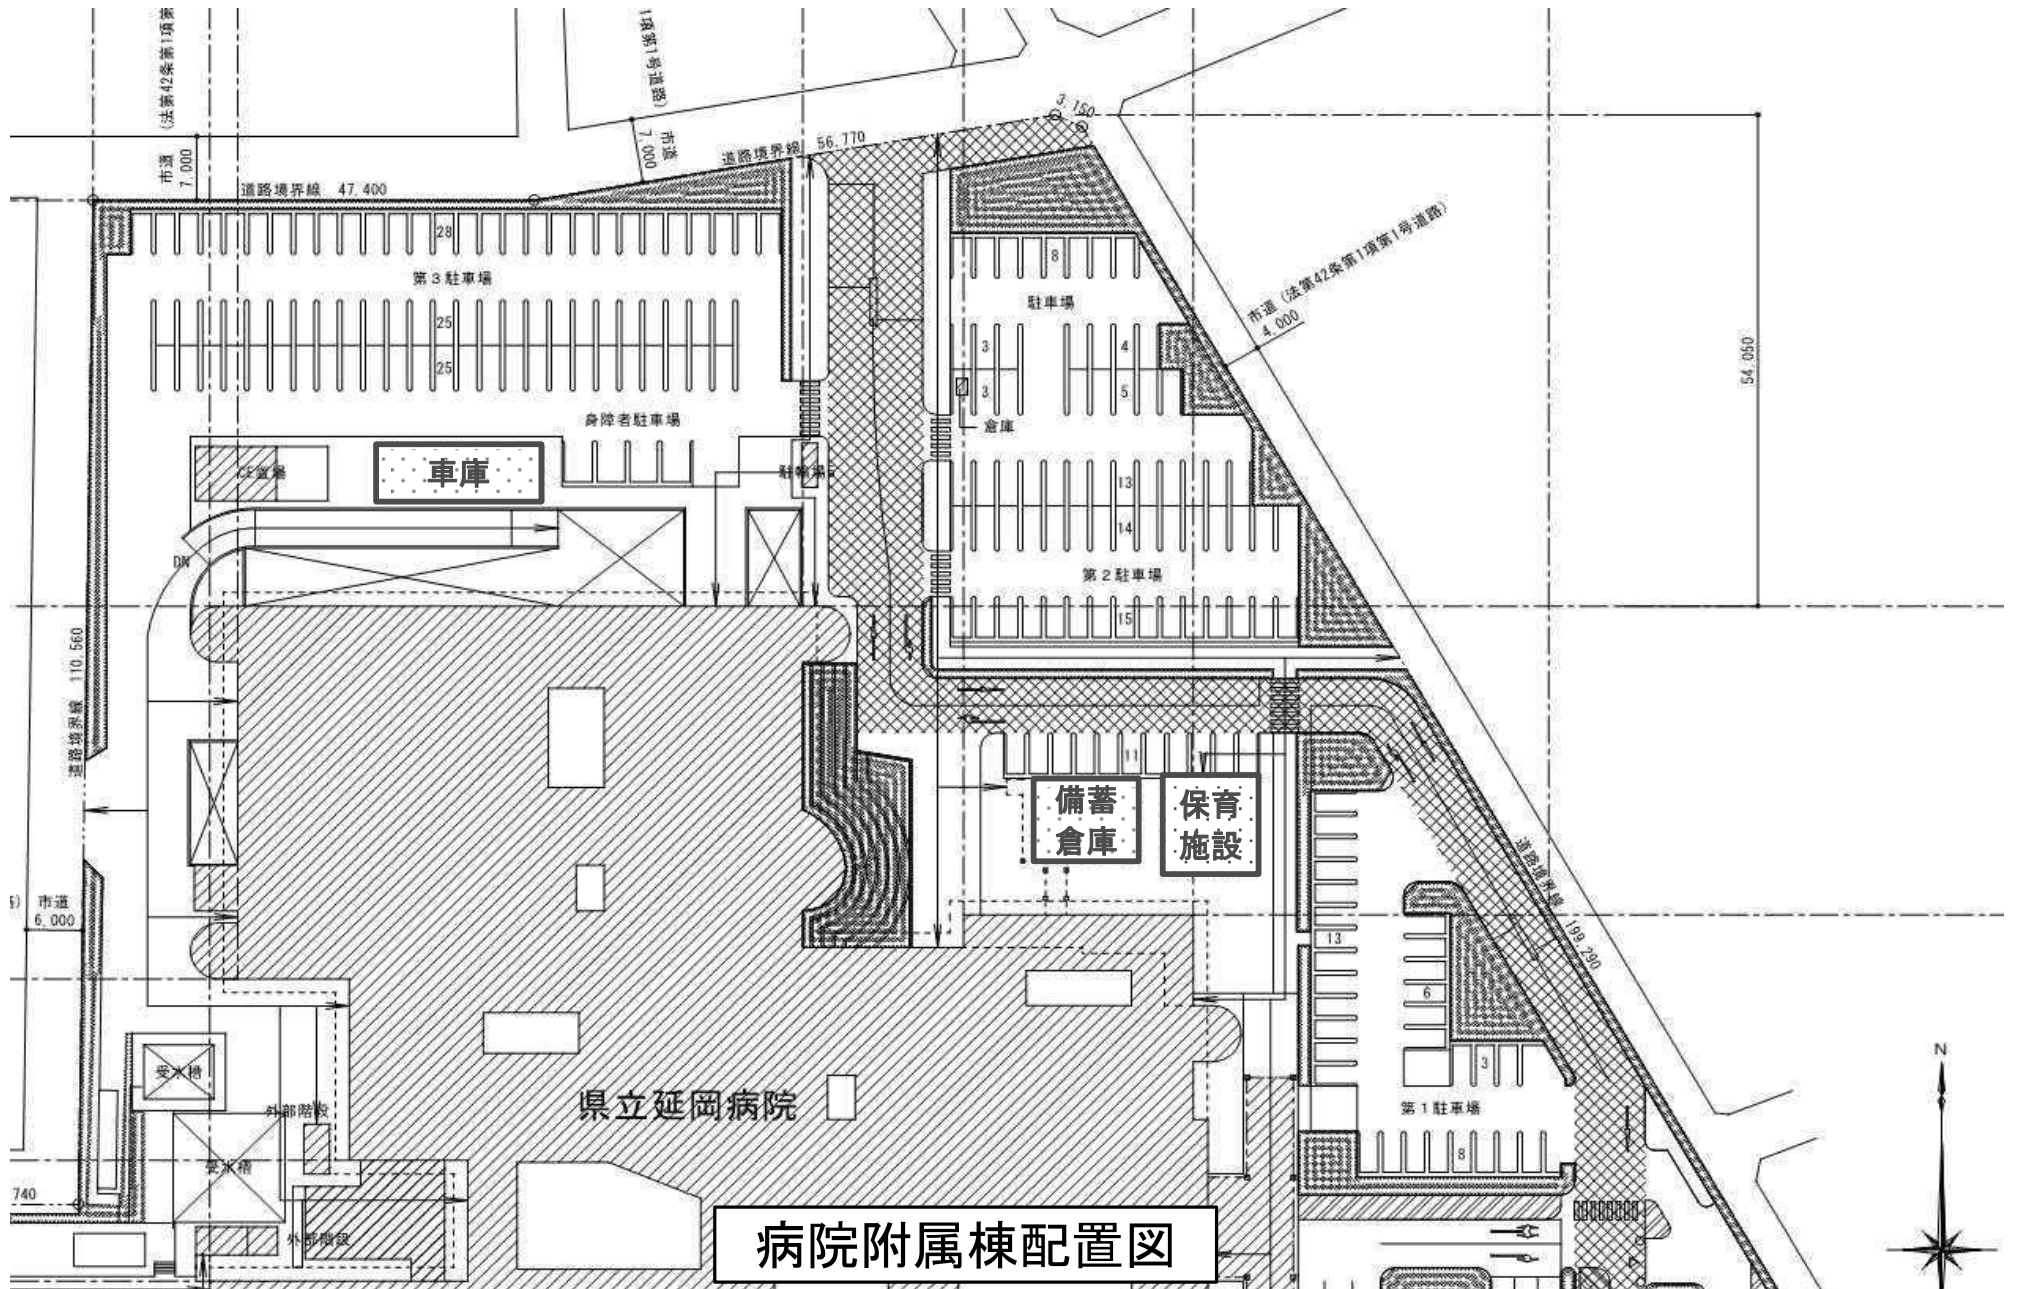 (法第42条第1項第
1項第1号道路)
市道
7,000
市道
7,000
道路境界線 47,400
道路境界線 56,770
3,150
28
第3駐車場
25
25
8
駐車場
3
4
3
5
倉庫
市道 (法第42条第1項第1号道路)
4,000
54,050
身障者駐車場
CE置場
車庫
駐輪場
13
14
第2駐車場
15
DN
道路境界線 110,560
11
備蓄
倉庫
保育
施設
市道
6,000
道路境界線 199,290
13
6
3
第1駐車場
8
受水槽
外部階段
受水槽
外部階段
740
県立延岡病院
病院附属棟配置図
N